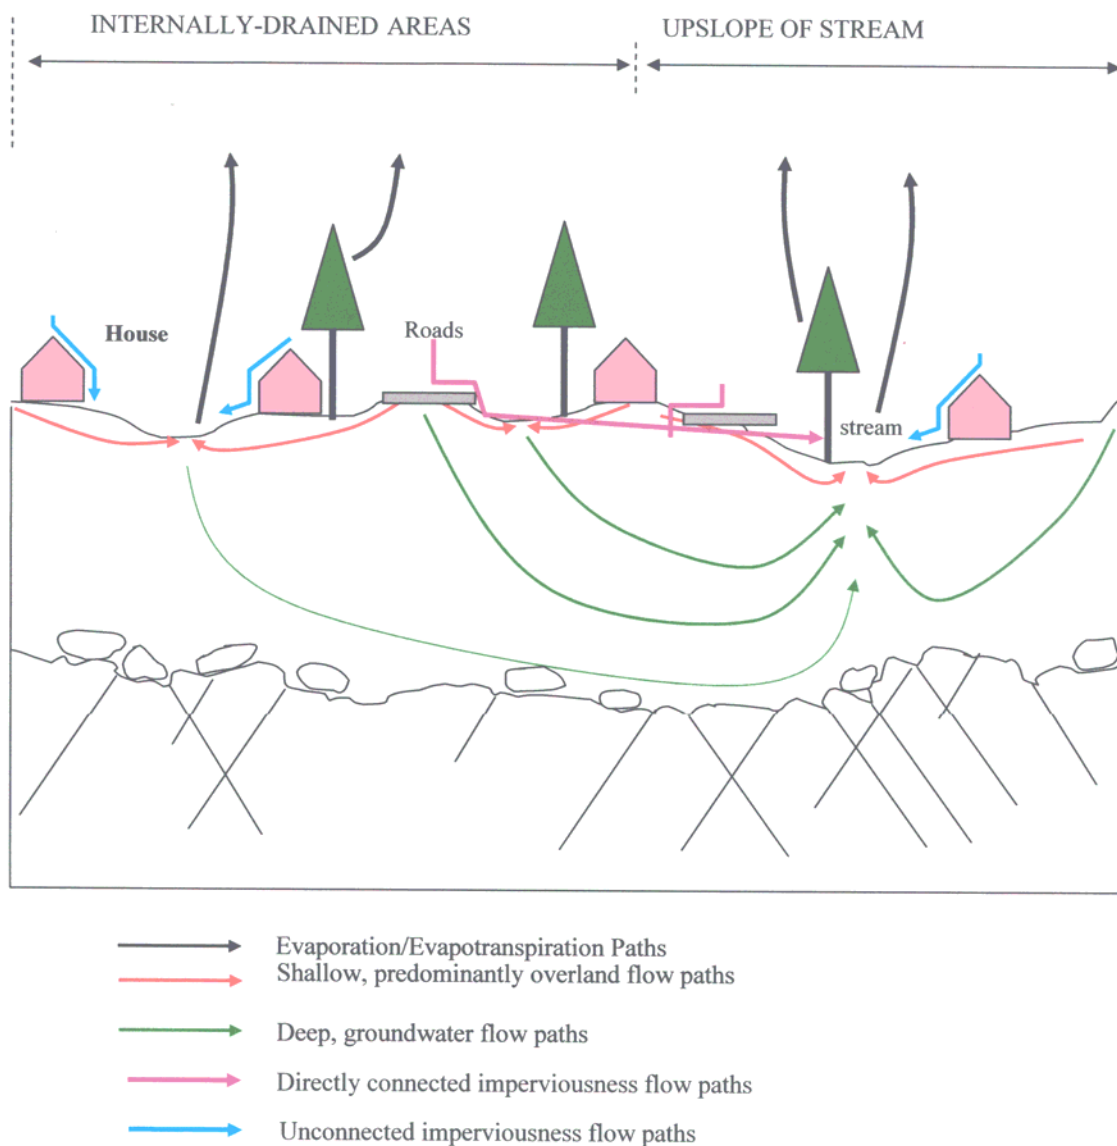 INTERNALLY-DRAINED AREAS
UPSLOPE OF STREAM
House
Roads
stream
Evaporation/Evapotranspiration Paths
Shallow, predominantly overland flow paths
Deep, groundwater flow paths
Directly connected imperviousness flow paths
Unconnected imperviousness flow paths